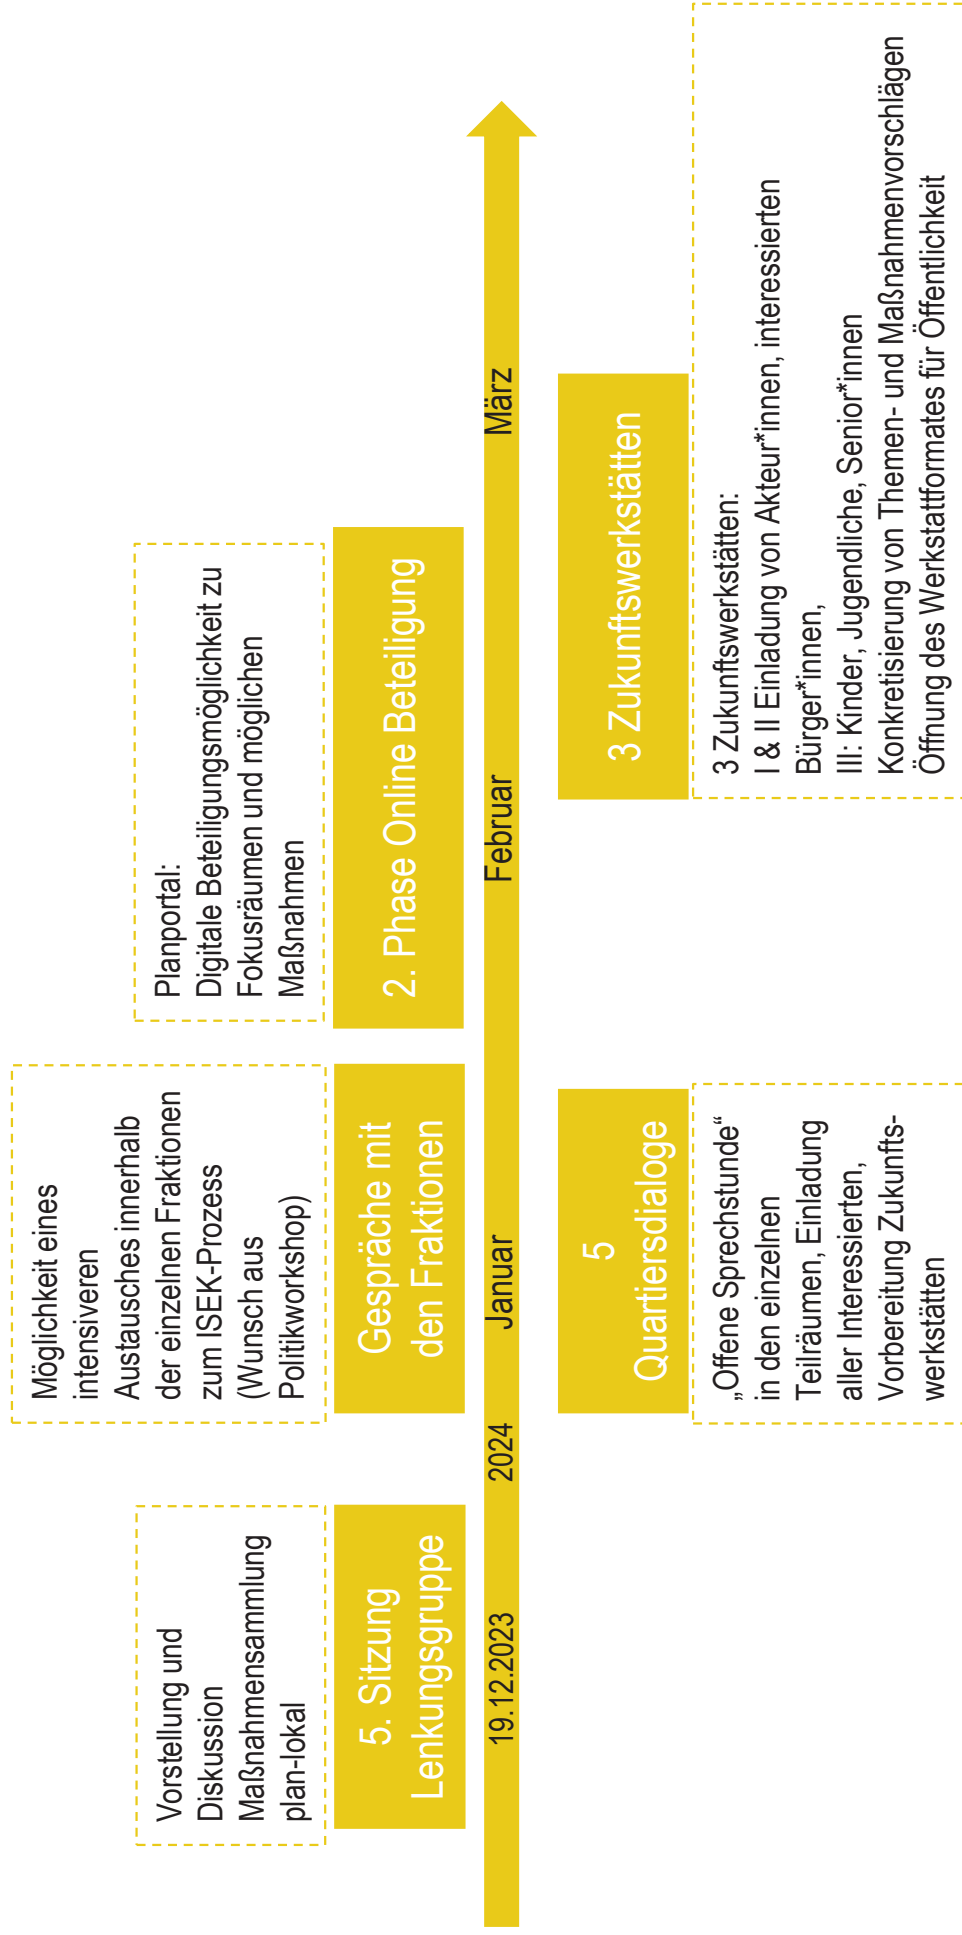 Vorstellung und
Diskussion
Maßnahmensammlung
plan-lokal
5. Sitzung
Lenkungsgruppe
Möglichkeit eines
intensiveren
Austausches innerhalb
der einzelnen Fraktionen
zum ISEK-Prozess
(Wunsch aus
Politikworkshop)
Gespräche mit
den Fraktionen
Planportal:
Digitale Beteiligungsmöglichkeit zu
Fokusräumen und möglichen
Maßnahmen
2. Phase Online Beteiligung
19.12.2023
2024
Januar
Februar
März
5
Quartiersdialoge
„Offene Sprechstunde“
in den einzelnen
Teilräumen, Einladung
aller Interessierten,
Vorbereitung Zukunfts-
werkstätten
3 Zukunftswerkstätten
3 Zukunftswerkstätten:
I & II Einladung von Akteur*innen, interessierten
Bürger*innen,
III: Kinder, Jugendliche, Senior*innen
Konkretisierung von Themen- und Maßnahmenvorschlägen
Öffnung des Werkstattformates für Öffentlichkeit